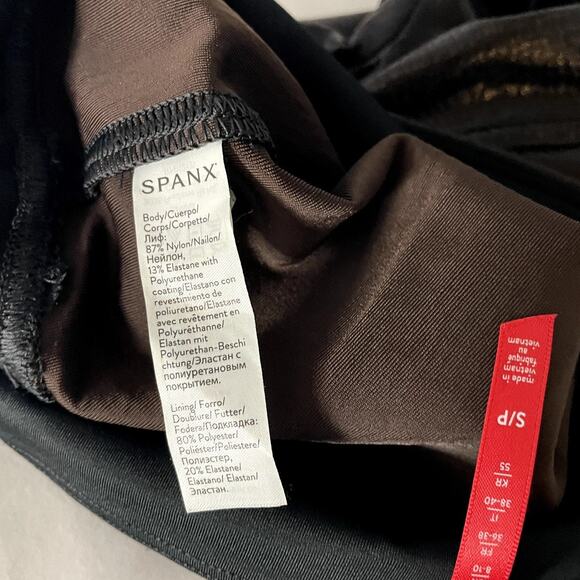 SPANX
Body/Cuerpo/
Corps/Corpetto/
Лиф:
87% Nylon/Nailon/
Нейлон,
13% Elastane with
Polyurethane
coating/Elastano con
revestimiento de
poliuretano/Elastane
avec revêtement en
Polyuréthanne/
Elastan mit
Polyurethan-Beschi
chtung/Эластан с
полиуретановым
покрытием.
Lining/ Forro/
Doublure/ Futter/
Fodera/Подкладка:
80% Polyester/
Poliéster/Poliestere/
Полиэстер,
20% Elastane/
Elastano/ Elastan/
Эластан.
made in
vietnam
fabriqué
au
vietnam
S/P
KR 55
IT 38-40
FR 36-38
8-10